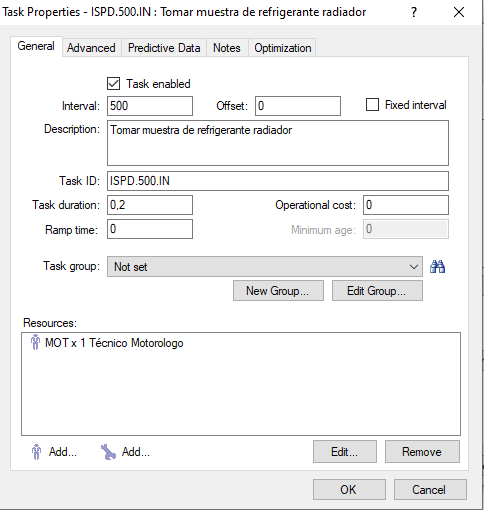 Task Properties - ISPD.500.IN : Tomar muestra de refrigerante radiador ?
General Advanced Predictive Data Notes Optimization
Task enabled
Interval: 500 Offset: 0 Fixed interval
Description: Tomar muestra de refrigerante radiador
Task ID: ISPD.500.IN
Task duration: 0,2 Operational cost: 0
Ramp time: 0 Minimum age: 0
Task group: Not set
New Group... Edit Group...
Resources:
MOT x 1 Técnico Motorologo
Add... Add... Edit... Remove
OK Cancel